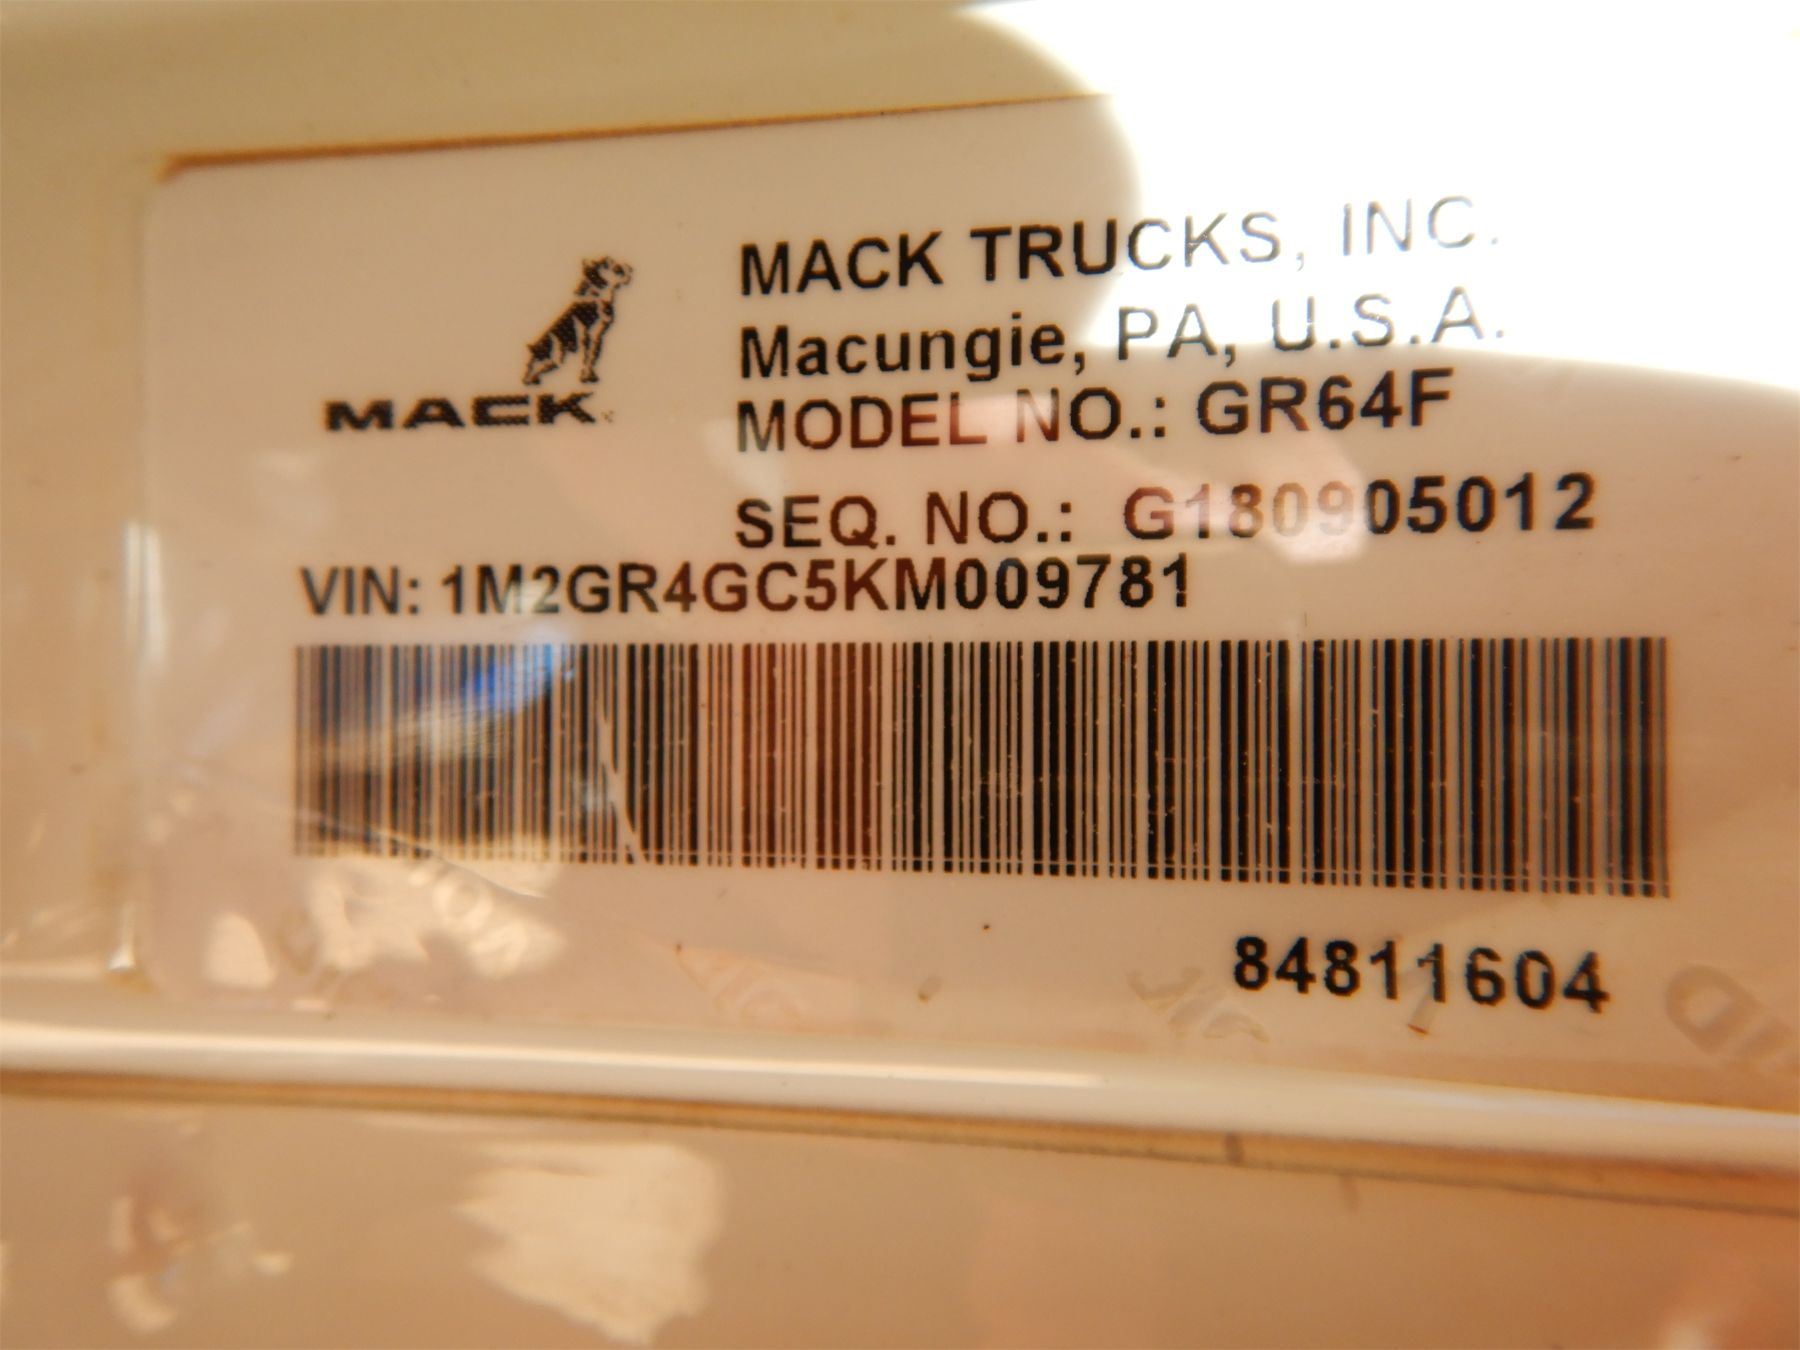 MACK
MACK TRUCKS, INC.
Macungie, PA, U.S.A.
MODEL NO.: GR64F
SEQ. NO.: G180905012
VIN: 1M2GR4GC5KM009781
84811604